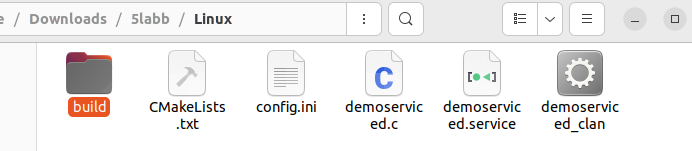 e / Downloads / 5labb / Linux
build
CMakeLists
.txt
config.ini
demoservic
ed.c
demoservic
ed.service
demoservic
ed_clan